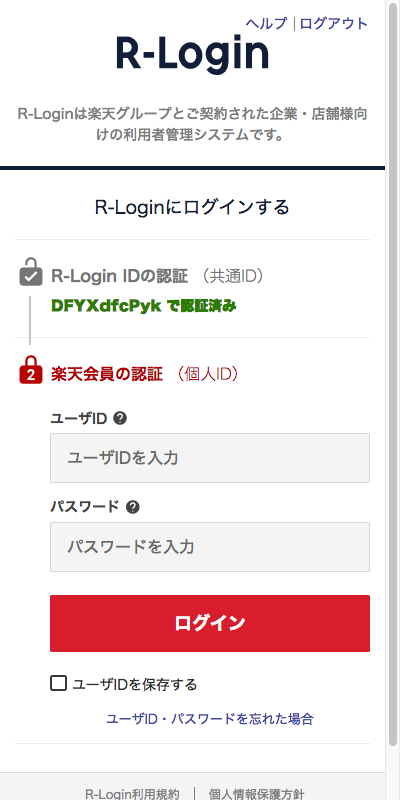 ヘルプ | ログアウト
R-Login
R-Loginは楽天グループとご契約された企業・店舗様向
けの利用者管理システムです。
R-Loginにログインする
R-Login IDの認証 （共通ID）
DFYXdfcPyk で認証済み
2 楽天会員の認証 （個人ID）
ユーザID ?
ユーザIDを入力
パスワード ?
パスワードを入力
ログイン
ユーザIDを保存する
ユーザID・パスワードを忘れた場合
R-Login利用規約 | 個人情報保護方針